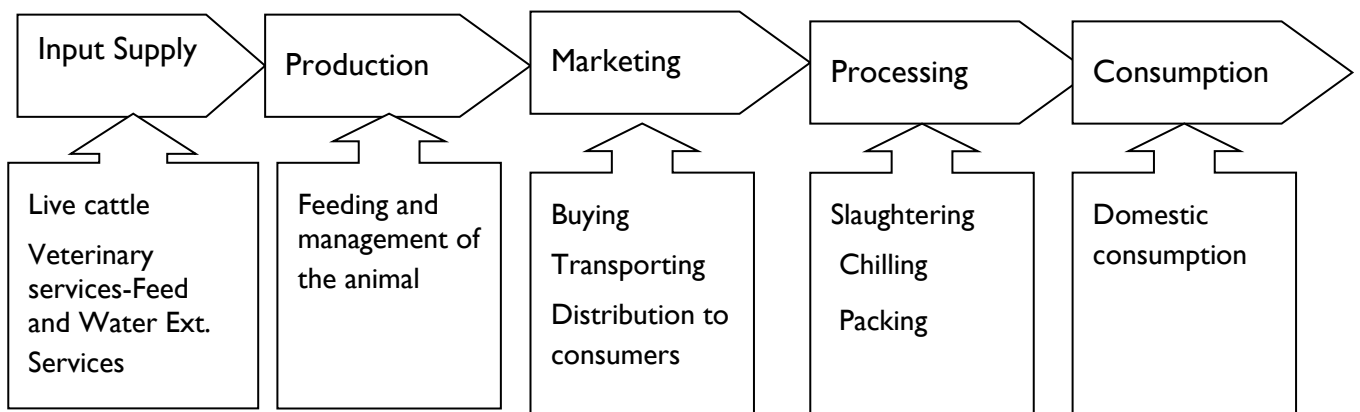 Input Supply
Production
Marketing
Processing
Consumption
Live cattle
Veterinary
services-Feed
and Water Ext.
Services
Feeding and
management of
the animal
Buying
Transporting
Distribution to
consumers
Slaughtering
Chilling
Packing
Domestic
consumption